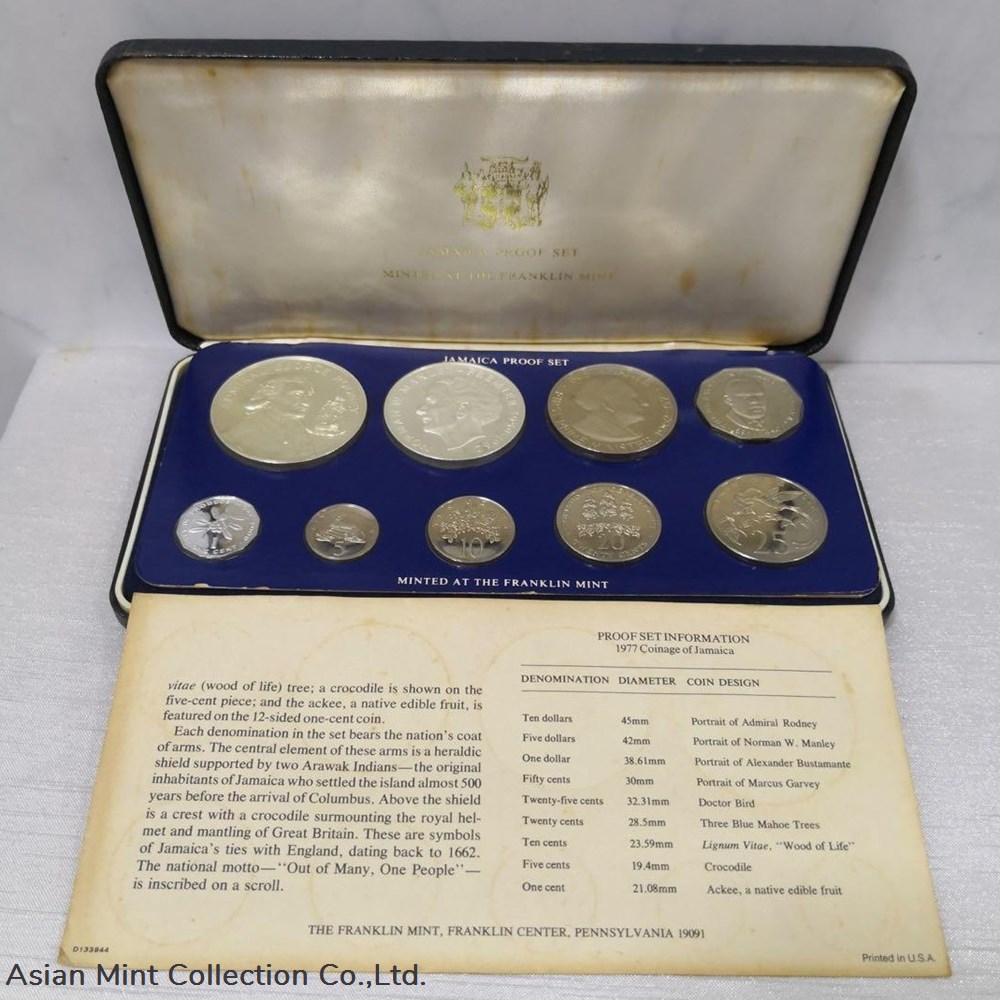 JAMAICA PROOF SET
MINTED AT THE FRANKLIN MINT
JAMAICA PROOF SET
5
10
20
25
MINTED AT THE FRANKLIN MINT
vitae (wood of life) tree; a crocodile is shown on the
five-cent piece; and the ackee, a native edible fruit, is
featured on the 12-sided one-cent coin.
Each denomination in the set bears the nation's coat
of arms. The central element of these arms is a heraldic
shield supported by two Arawak Indians—the original
inhabitants of Jamaica who settled the island almost 500
years before the arrival of Columbus. Above the shield
is a crest with a crocodile surmounting the royal hel-
met and mantling of Great Britain. These are symbols
of Jamaica's ties with England, dating back to 1662.
The national motto—"Out of Many, One People"—
is inscribed on a scroll.
PROOF SET INFORMATION
1977 Coinage of Jamaica
DENOMINATION DIAMETER COIN DESIGN
Ten dollars 45mm Portrait of Admiral Rodney
Five dollars 42mm Portrait of Norman W. Manley
One dollar 38.61mm Portrait of Alexander Bustamante
Fifty cents 30mm Portrait of Marcus Garvey
Twenty-five cents 32.31mm Doctor Bird
Twenty cents 28.5mm Three Blue Mahoe Trees
Ten cents 23.59mm Lignum Vitae, "Wood of Life"
Five cents 19.4mm Crocodile
One cent 21.08mm Ackee, a native edible fruit
THE FRANKLIN MINT, FRANKLIN CENTER, PENNSYLVANIA 19091
D133944
Printed in U.S.A.
Asian Mint Collection Co.,Ltd.